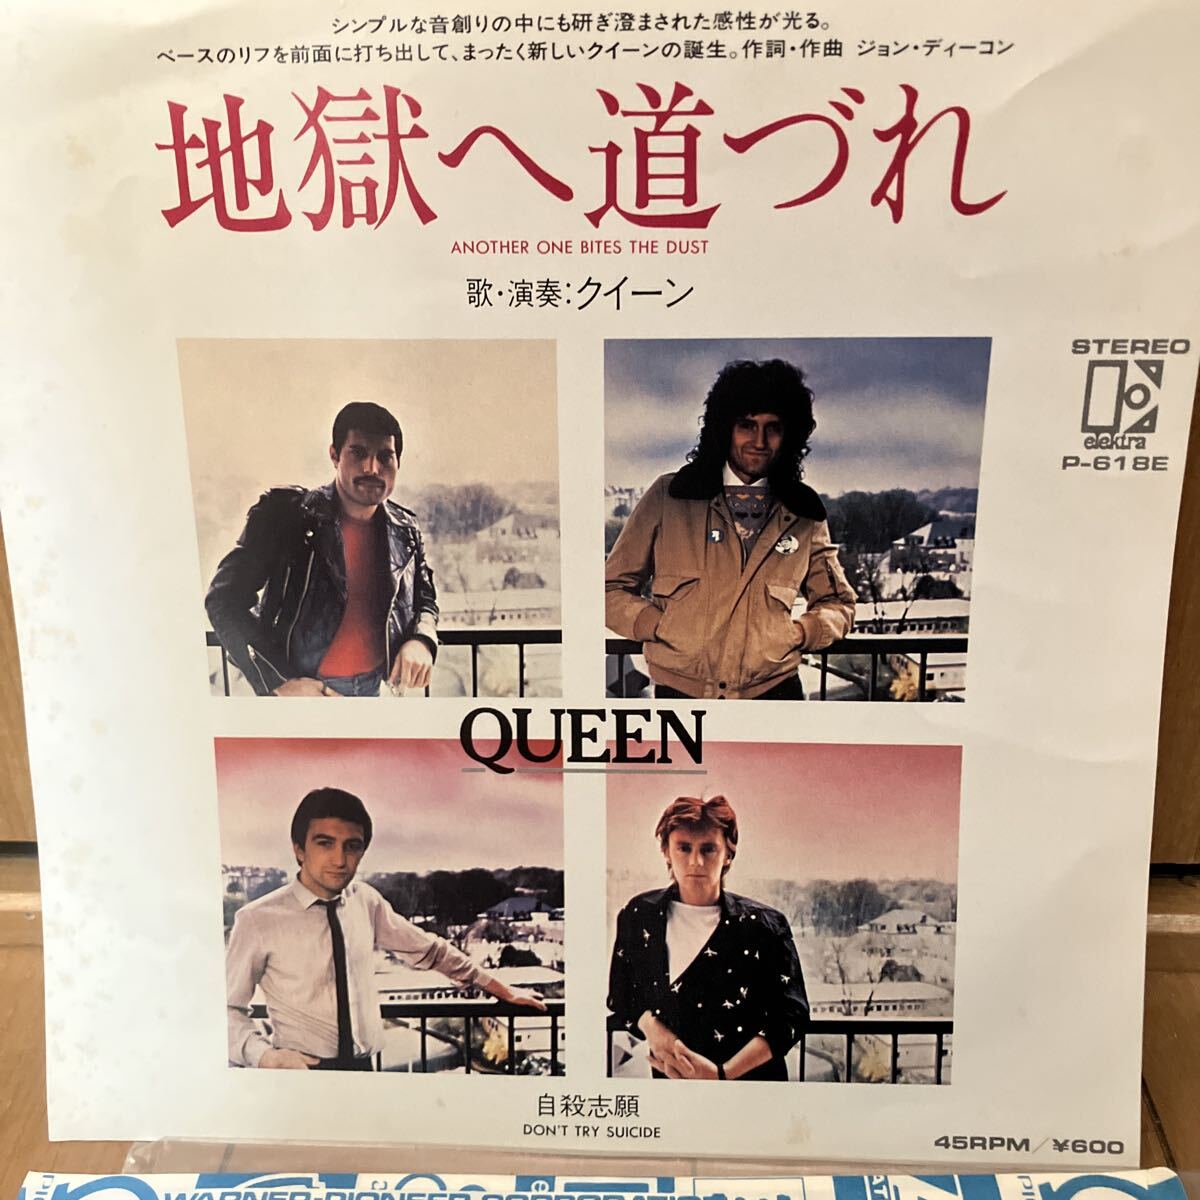 シンプルな音創りの中にも研ぎ澄まされた感性が光る。
ベースのリフを前面に打ち出して、まったく新しいクイーンの誕生。作詞・作曲 ジョン・ディーコン
地獄へ道づれ
ANOTHER ONE BITES THE DUST
歌・演奏:クイーン
STEREO
elektra
P-618E
QUEEN
自殺志願
DON'T TRY SUICIDE
45RPM/¥600
WARNER-PIONEER CORPORATION